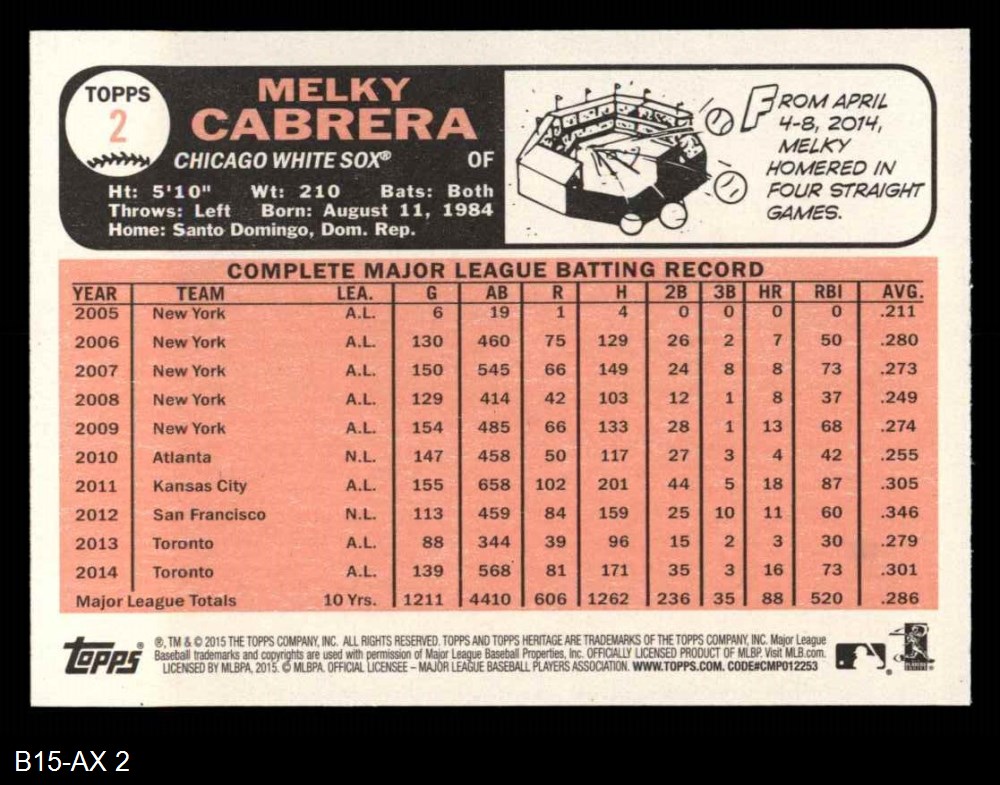 TOPPS
2
MELKY
CABRERA
CHICAGO WHITE SOX® OF
Ht: 5'10" Wt: 210 Bats: Both
Throws: Left Born: August 11, 1984
Home: Santo Domingo, Dom. Rep.
FROM APRIL
4-8, 2014,
MELKY
HOMERED IN
FOUR STRAIGHT
GAMES.
COMPLETE MAJOR LEAGUE BATTING RECORD
YEAR TEAM LEA. G AB R H 2B 3B HR RBI AVG.
2005 New York A.L. 6 19 1 4 0 0 0 0 .211
2006 New York A.L. 130 460 75 129 26 2 7 50 .280
2007 New York A.L. 150 545 66 149 24 8 8 73 .273
2008 New York A.L. 129 414 42 103 12 1 8 37 .249
2009 New York A.L. 154 485 66 133 28 1 13 68 .274
2010 Atlanta N.L. 147 458 50 117 27 3 4 42 .255
2011 Kansas City A.L. 155 658 102 201 44 5 18 87 .305
2012 San Francisco N.L. 113 459 84 159 25 10 11 60 .346
2013 Toronto A.L. 88 344 39 96 15 2 3 30 .279
2014 Toronto A.L. 139 568 81 171 35 3 16 73 .301
Major League Totals 10 Yrs. 1211 4410 606 1262 236 35 88 520 .286
Topps®
®, TM & © 2015 THE TOPPS COMPANY, INC. ALL RIGHTS RESERVED. TOPPS AND TOPPS HERITAGE ARE TRADEMARKS OF THE TOPPS COMPANY, INC. Major League
Baseball trademarks and copyrights are used with permission of Major League Baseball Properties, Inc. OFFICIALLY LICENSED PRODUCT OF MLBP. Visit MLB.com.
LICENSED BY MLBPA, 2015. © MLBPA. OFFICIAL LICENSEE – MAJOR LEAGUE BASEBALL PLAYERS ASSOCIATION. WWW.TOPPS.COM. CODE#CMP012253
B15-AX 2